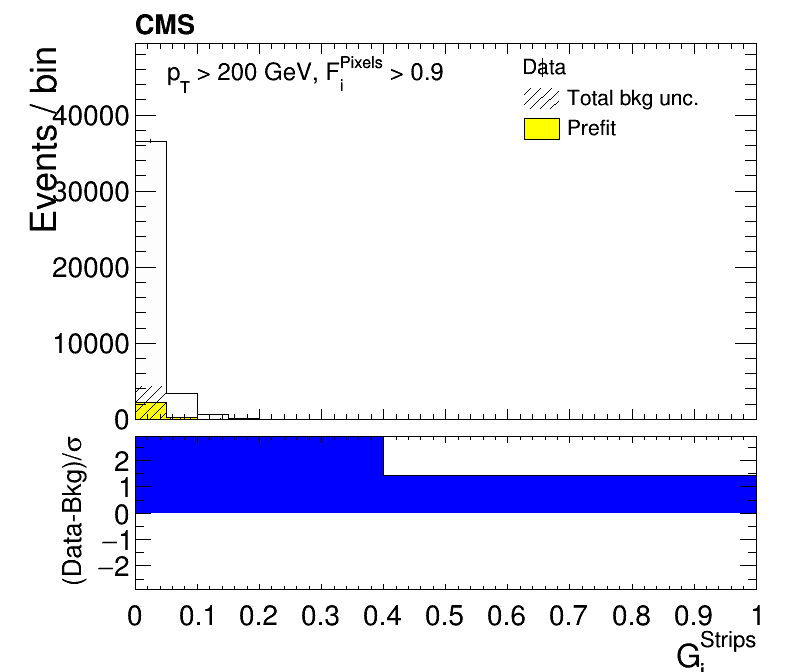 CMS
p_T > 200 GeV, F_i^Pixels > 0.9
Data
Total bkg unc.
Prefit
Events / bin
40000
30000
20000
10000
0
(Data-Bkg)/σ
2
1
0
−1
−2
0 0.1 0.2 0.3 0.4 0.5 0.6 0.7 0.8 0.9 1
G_i^Strips